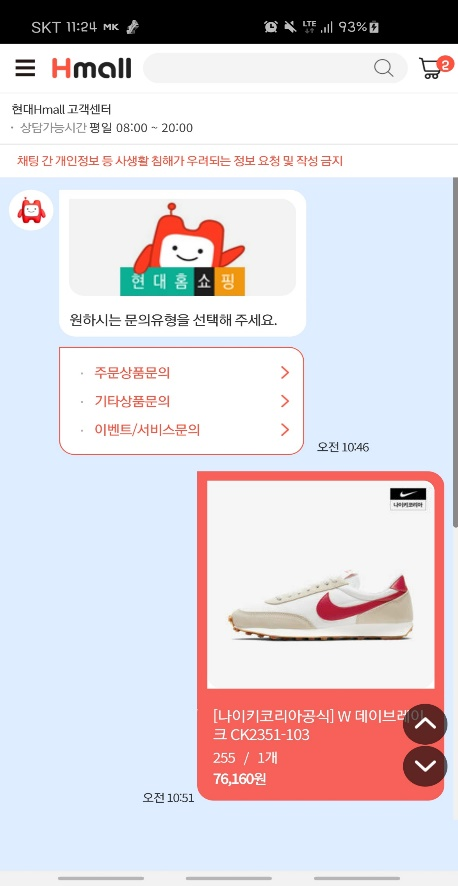 SKT 11:24 MK LTE 93%
Hmall 2
현대Hmall 고객센터
· 상담가능시간 평일 08:00 ~ 20:00
채팅 간 개인정보 등 사생활 침해가 우려되는 정보 요청 및 작성 금지
현대홈쇼핑
원하시는 문의유형을 선택해 주세요.
· 주문상품문의
· 기타상품문의
· 이벤트/서비스문의
오전 10:46
나이키코리아
[나이키코리아공식] W 데이브레이
크 CK2351-103
255 / 1개
76,160원
오전 10:51